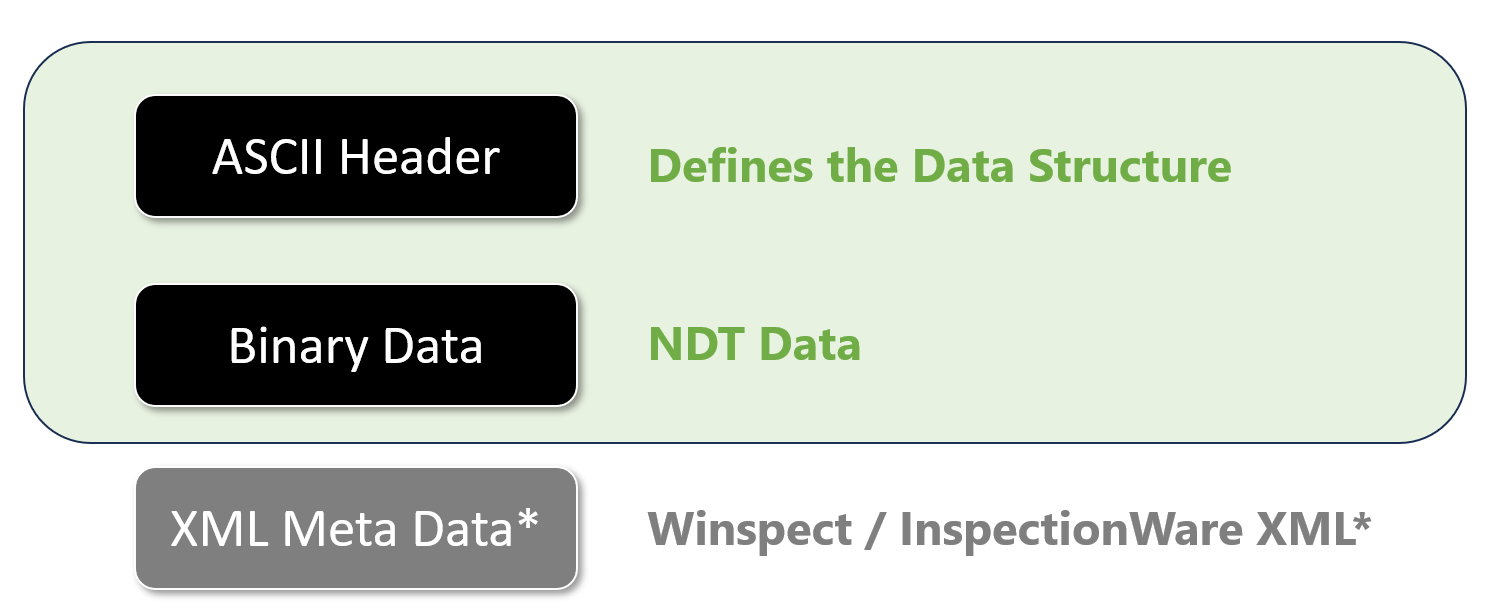 ASCII Header
Defines the Data Structure
Binary Data
NDT Data
XML Meta Data*
Winspect / InspectionWare XML*